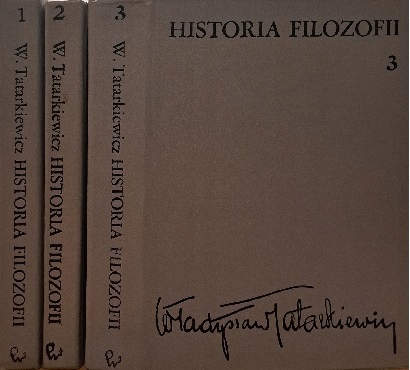 1
W. Tatarkiewicz HISTORIA FILOZOFII
2
W. Tatarkiewicz HISTORIA FILOZOFII
3
W. Tatarkiewicz HISTORIA FILOZOFII
HISTORIA FILOZOFII
3
Władysław Tatarkiewicz